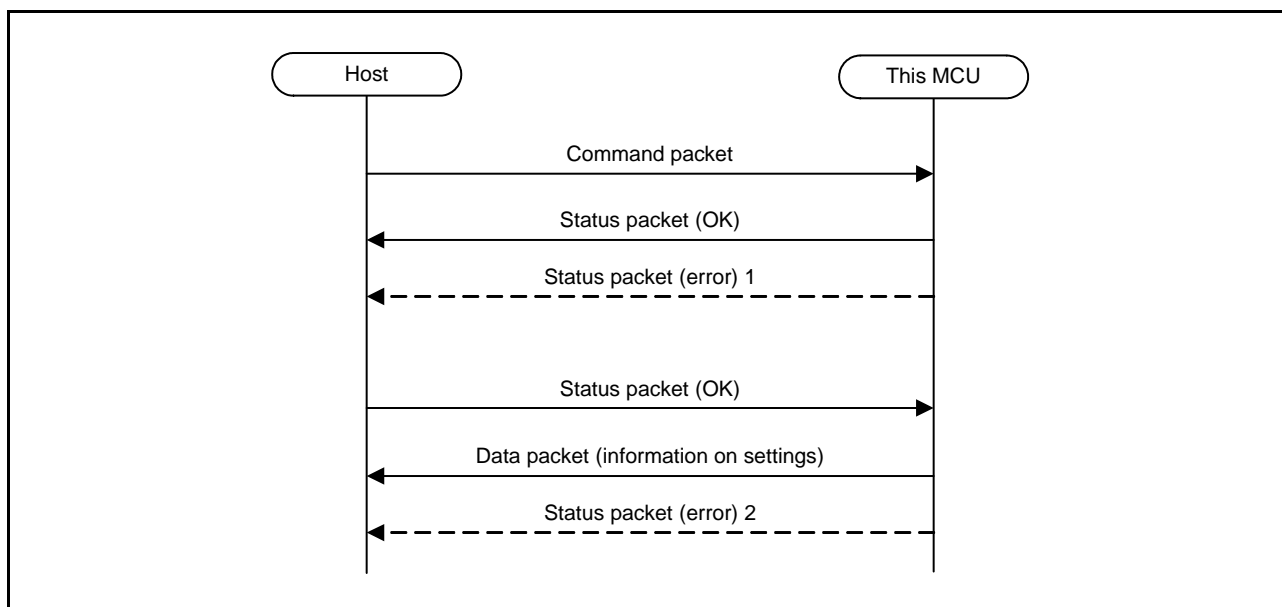 Host
This MCU
Command packet
Status packet (OK)
Status packet (error) 1
Status packet (OK)
Data packet (information on settings)
Status packet (error) 2